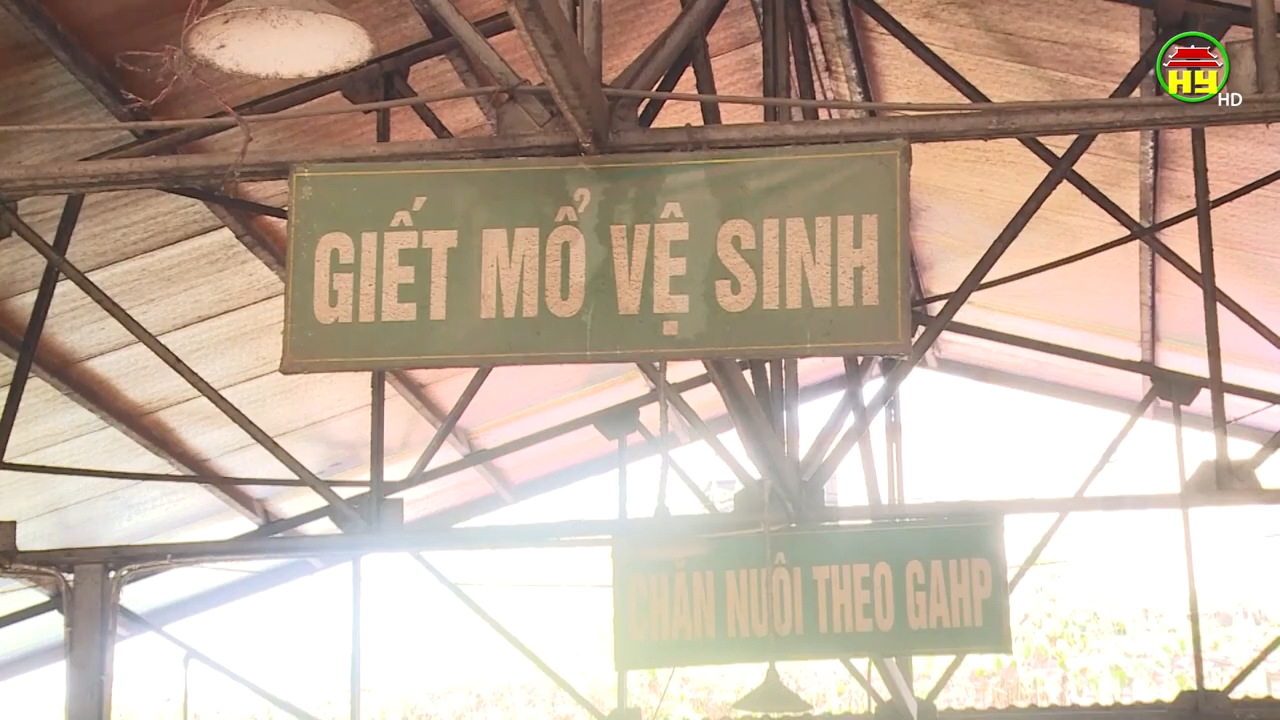 HY
HD
GIẾT MỔ VỆ SINH
CHĂN NUÔI THEO GAHP